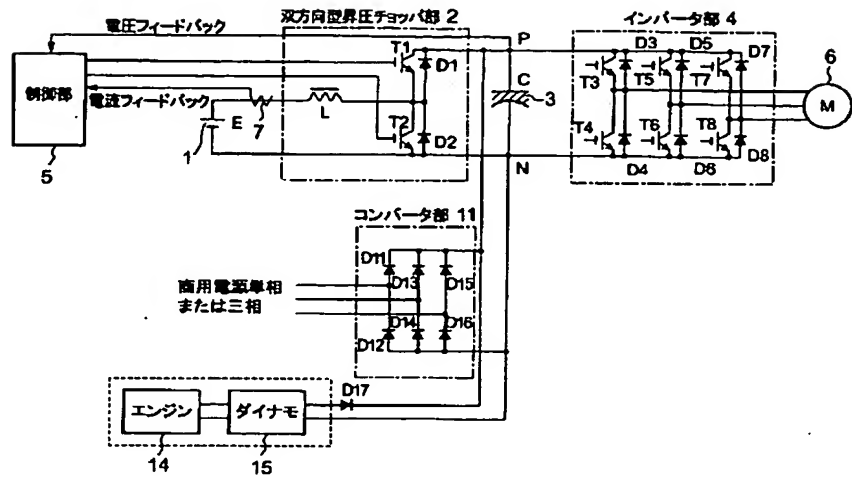 電圧フィードバック
双方向型昇圧チョッパ部 2
P
インバータ部 4
T1
D1
D3
D5
D7
6
制御部
T3
T5
T7
C
3
M
電流フィードバック
E
7
L
T2
D2
T4
T6
T8
1
5
N
D4
D6
D8
コンバータ部 11
D11
D13
D15
商用電源単相
または三相
D14
D16
D12
D17
エンジン
ダイナモ
14
15